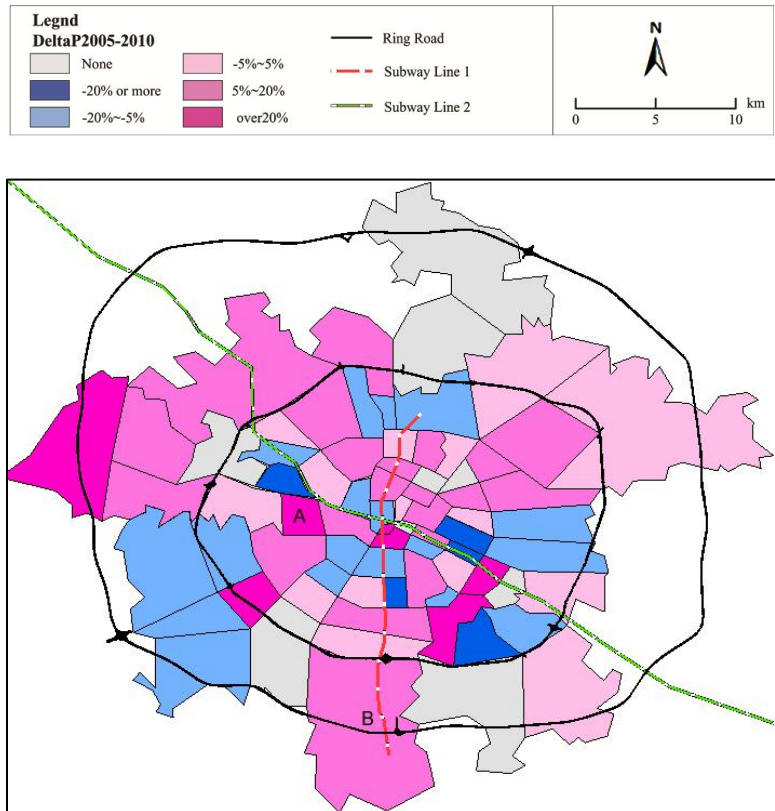 Legnd
DeltaP2005-2010
None
-20% or more
-20%~-5%
-5%~5%
5%~20%
over20%
Ring Road
Subway Line 1
Subway Line 2
N
km
0 5 10
A
B